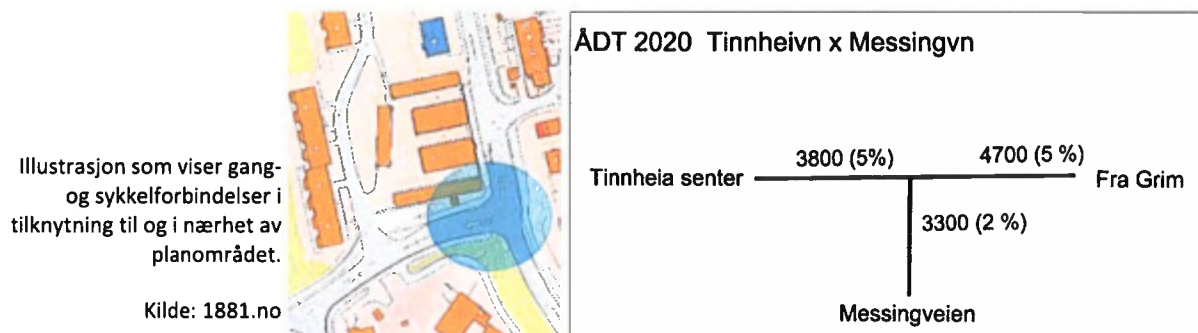 Illustrasjon som viser gang-
og sykkelforbindelser i
tilknytning til og i nærhet av
planområdet.
Kilde: 1881.no
ÅDT 2020 Tinnheivn x Messingvn
3800 (5%)
4700 (5 %)
Tinnheia senter
Fra Grim
3300 (2 %)
Messingveien